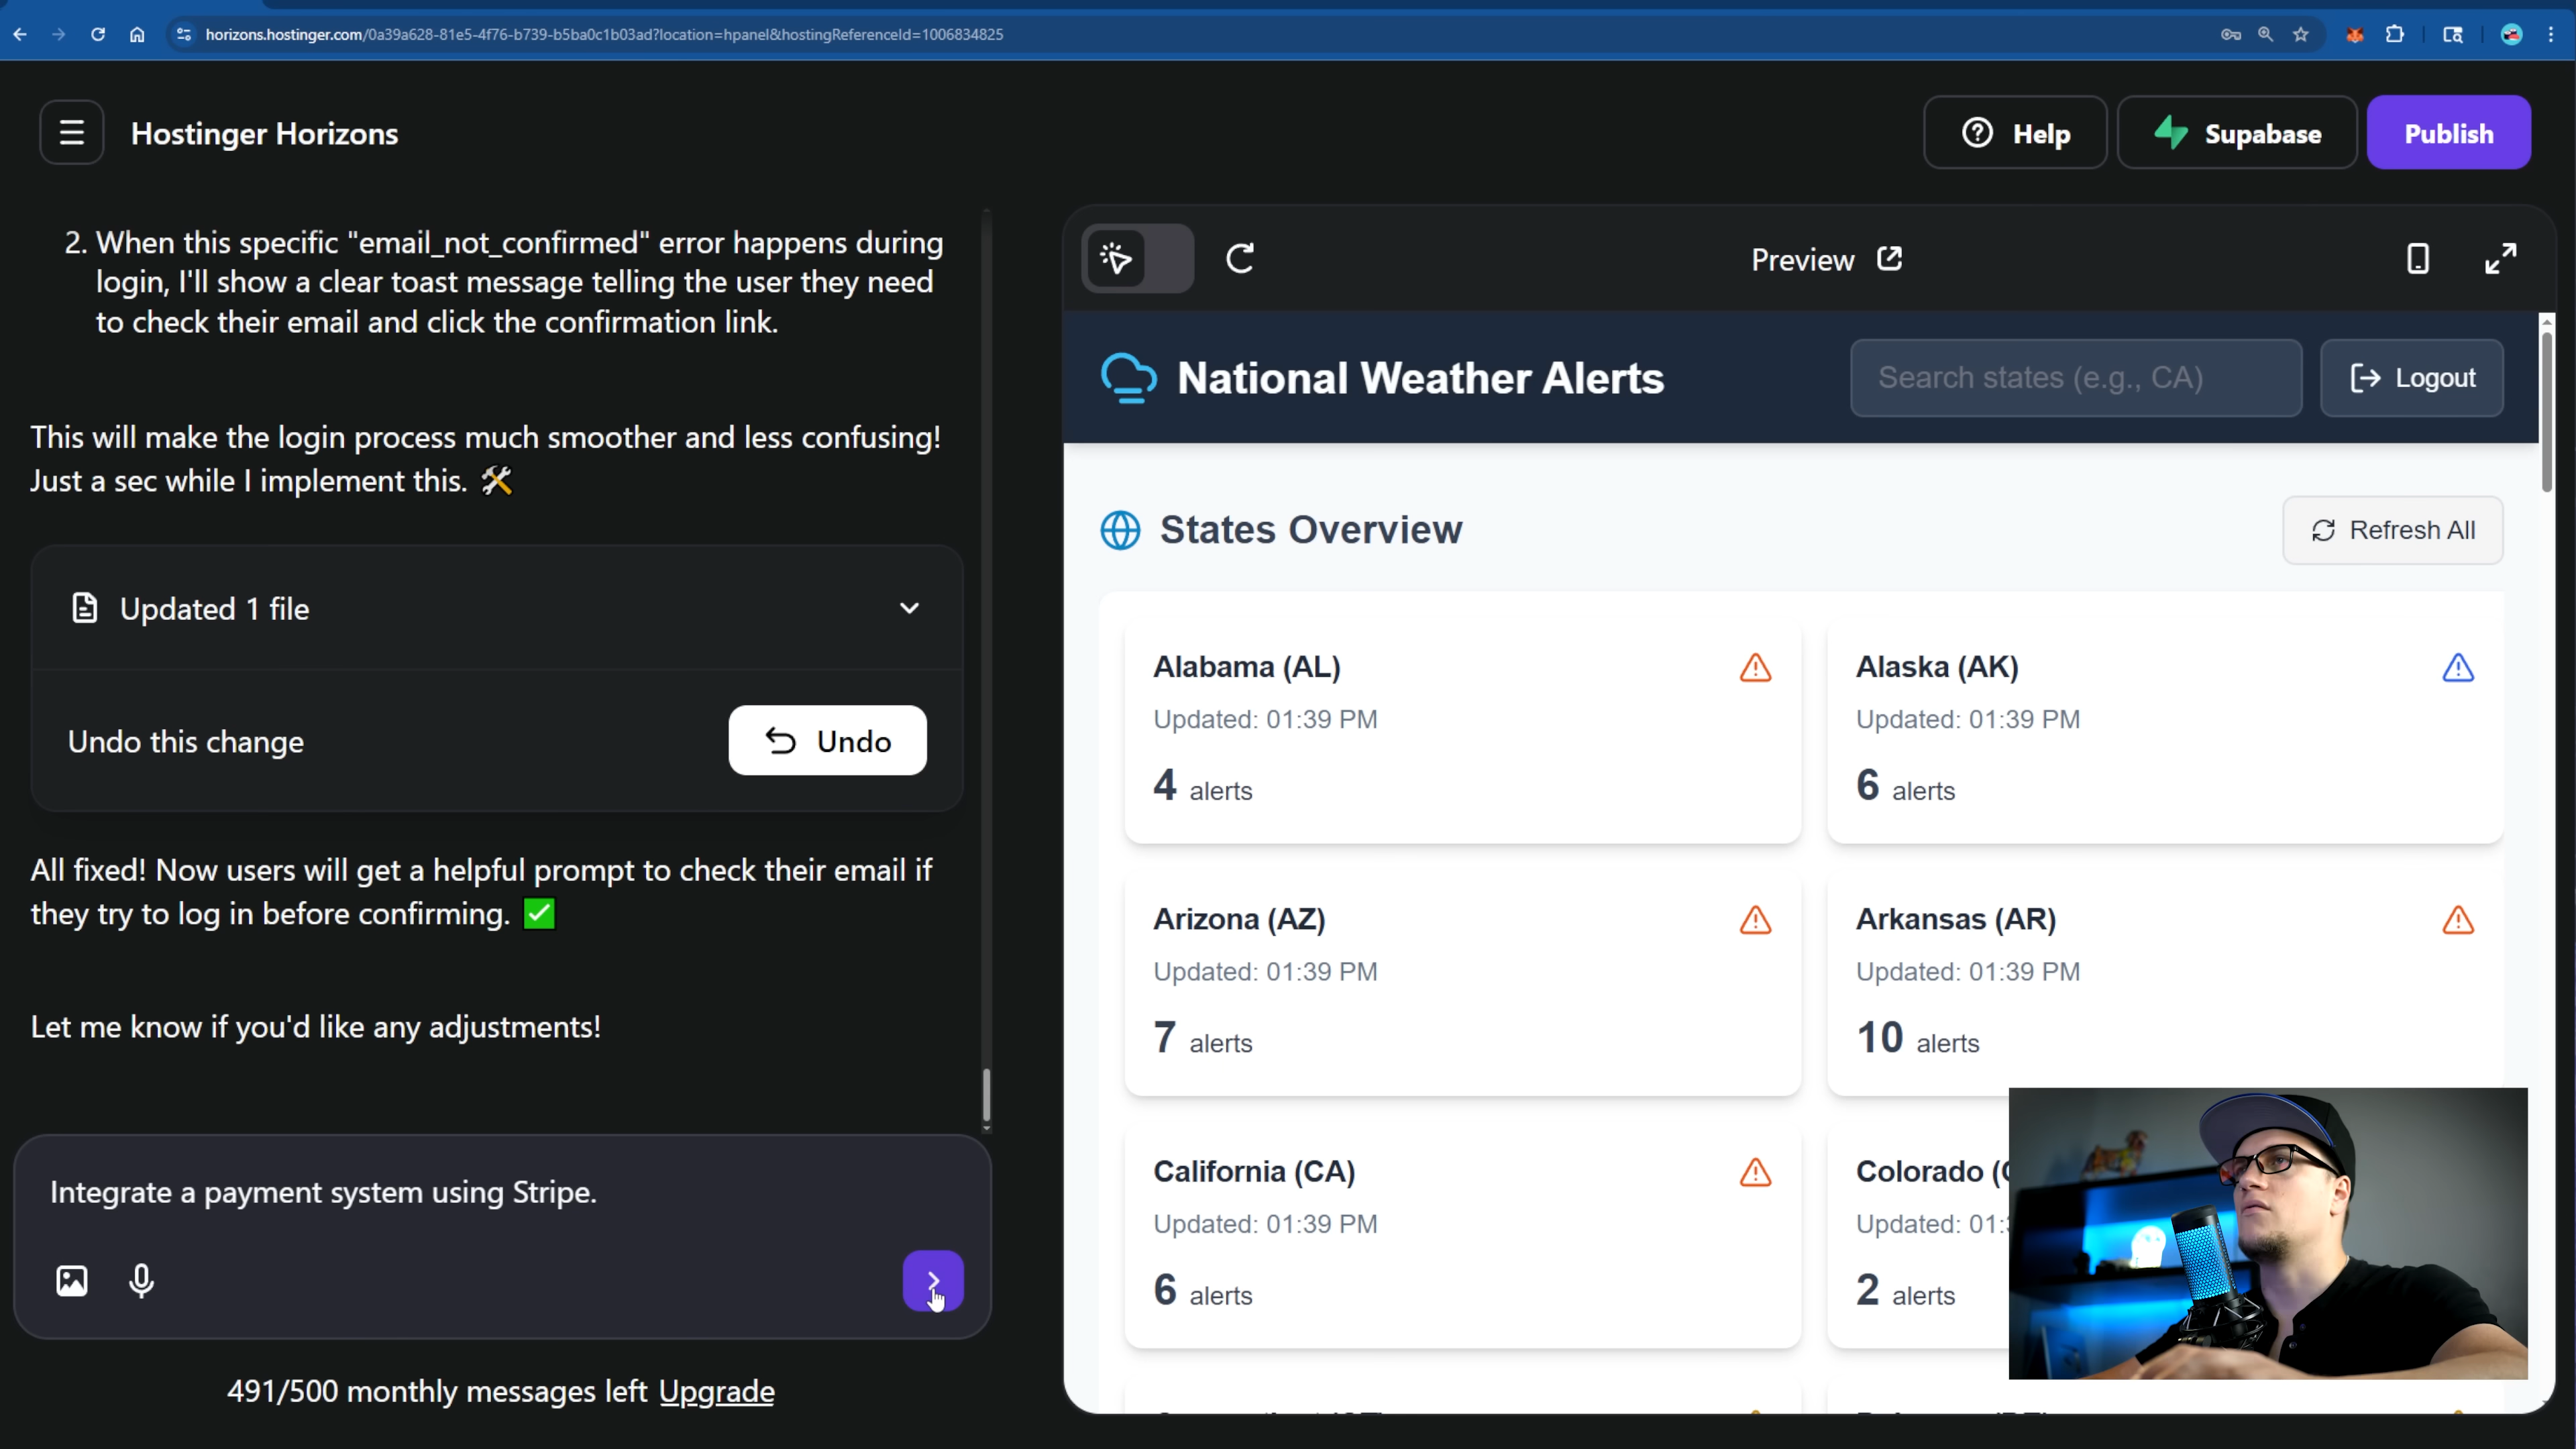 horizons.hostinger.com/0a39a628-81e5-4f76-b739-b5ba0c1b03ad?location=hpanel&hostingReferenceId=1006834825
Hostinger Horizons
Help
Supabase
Publish
2. When this specific "email_not_confirmed" error happens during
login, I'll show a clear toast message telling the user they need
to check their email and click the confirmation link.
This will make the login process much smoother and less confusing!
Just a sec while I implement this. 🛠️
Updated 1 file
Undo this change
Undo
All fixed! Now users will get a helpful prompt to check their email if
they try to log in before confirming. ✅
Let me know if you'd like any adjustments!
Integrate a payment system using Stripe.
491/500 monthly messages left Upgrade
Preview
National Weather Alerts
Search states (e.g., CA)
Logout
States Overview
Refresh All
Alabama (AL)
Updated: 01:39 PM
4 alerts
Alaska (AK)
Updated: 01:39 PM
6 alerts
Arizona (AZ)
Updated: 01:39 PM
7 alerts
Arkansas (AR)
Updated: 01:39 PM
10 alerts
California (CA)
Updated: 01:39 PM
6 alerts
Colorado
Updated: 01:
2 alerts